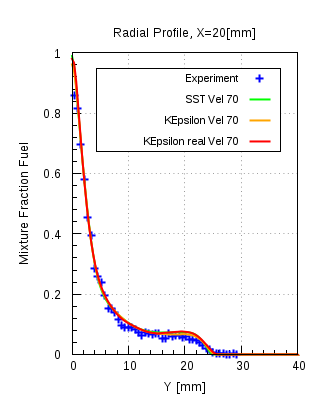 Radial Profile, X=20[mm]
Experiment
SST Vel 70
KEpsilon Vel 70
KEpsilon real Vel 70
Mixture Fraction Fuel
1
0.8
0.6
0.4
0.2
0
0 10 20 30 40
Y [mm]